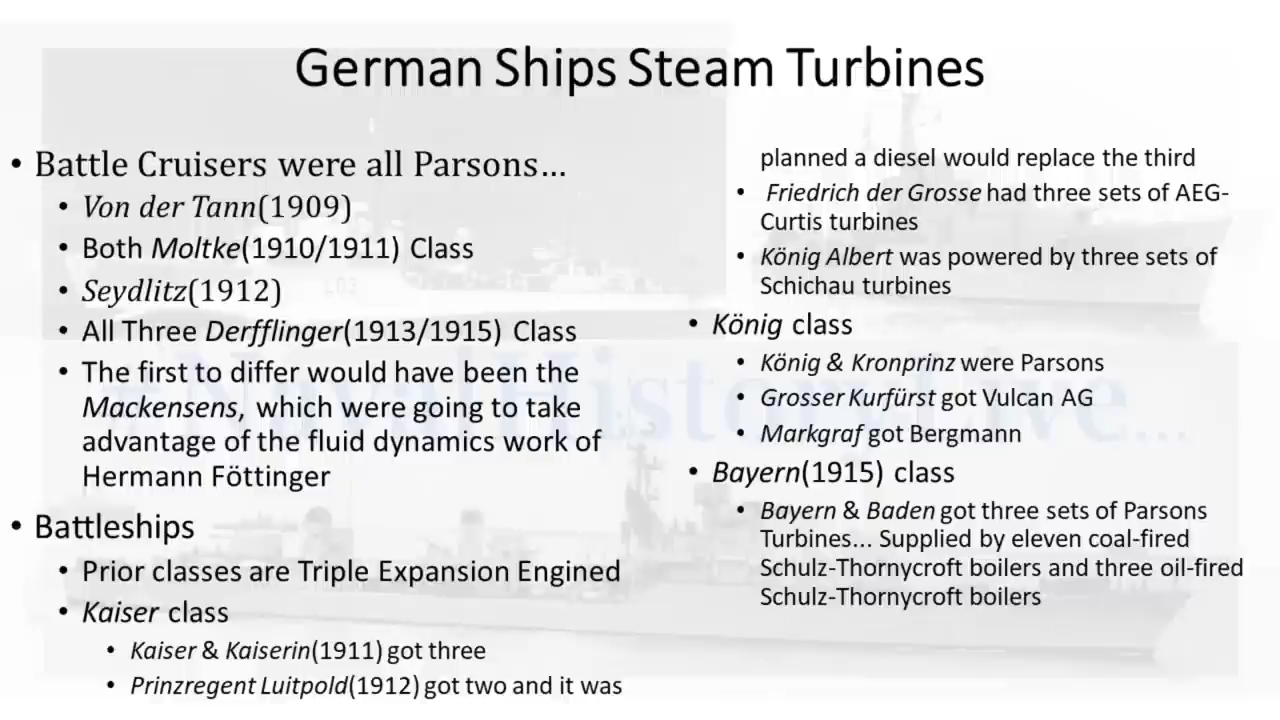 German Ships Steam Turbines
• Battle Cruisers were all Parsons…
• Von der Tann(1909)
• Both Moltke(1910/1911) Class
• Seydlitz(1912)
• All Three Derfflinger(1913/1915) Class
• The first to differ would have been the
Mackensens, which were going to take
advantage of the fluid dynamics work of
Hermann Föttinger
• Battleships
• Prior classes are Triple Expansion Engined
• Kaiser class
• Kaiser & Kaiserin(1911) got three
• Prinzregent Luitpold(1912) got two and it was
planned a diesel would replace the third
• Friedrich der Grosse had three sets of AEG-
Curtis turbines
• König Albert was powered by three sets of
Schichau turbines
• König class
• König & Kronprinz were Parsons
• Grosser Kurfürst got Vulcan AG
• Markgraf got Bergmann
• Bayern(1915) class
• Bayern & Baden got three sets of Parsons
Turbines… Supplied by eleven coal-fired
Schulz-Thornycroft boilers and three oil-fired
Schulz-Thornycroft boilers
#NavalHistoryLive…
L03